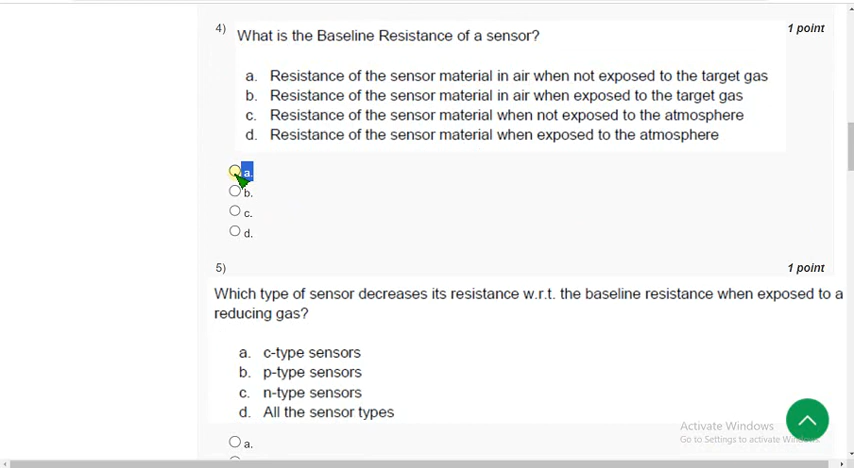 4)
1 point
What is the Baseline Resistance of a sensor?
a. Resistance of the sensor material in air when not exposed to the target gas
b. Resistance of the sensor material in air when exposed to the target gas
c. Resistance of the sensor material when not exposed to the atmosphere
d. Resistance of the sensor material when exposed to the atmosphere
a.
b.
c.
d.
5)
1 point
Which type of sensor decreases its resistance w.r.t. the baseline resistance when exposed to a
reducing gas?
a. c-type sensors
b. p-type sensors
c. n-type sensors
d. All the sensor types
Activate Windows
Go to Settings to activate Windows.
a.